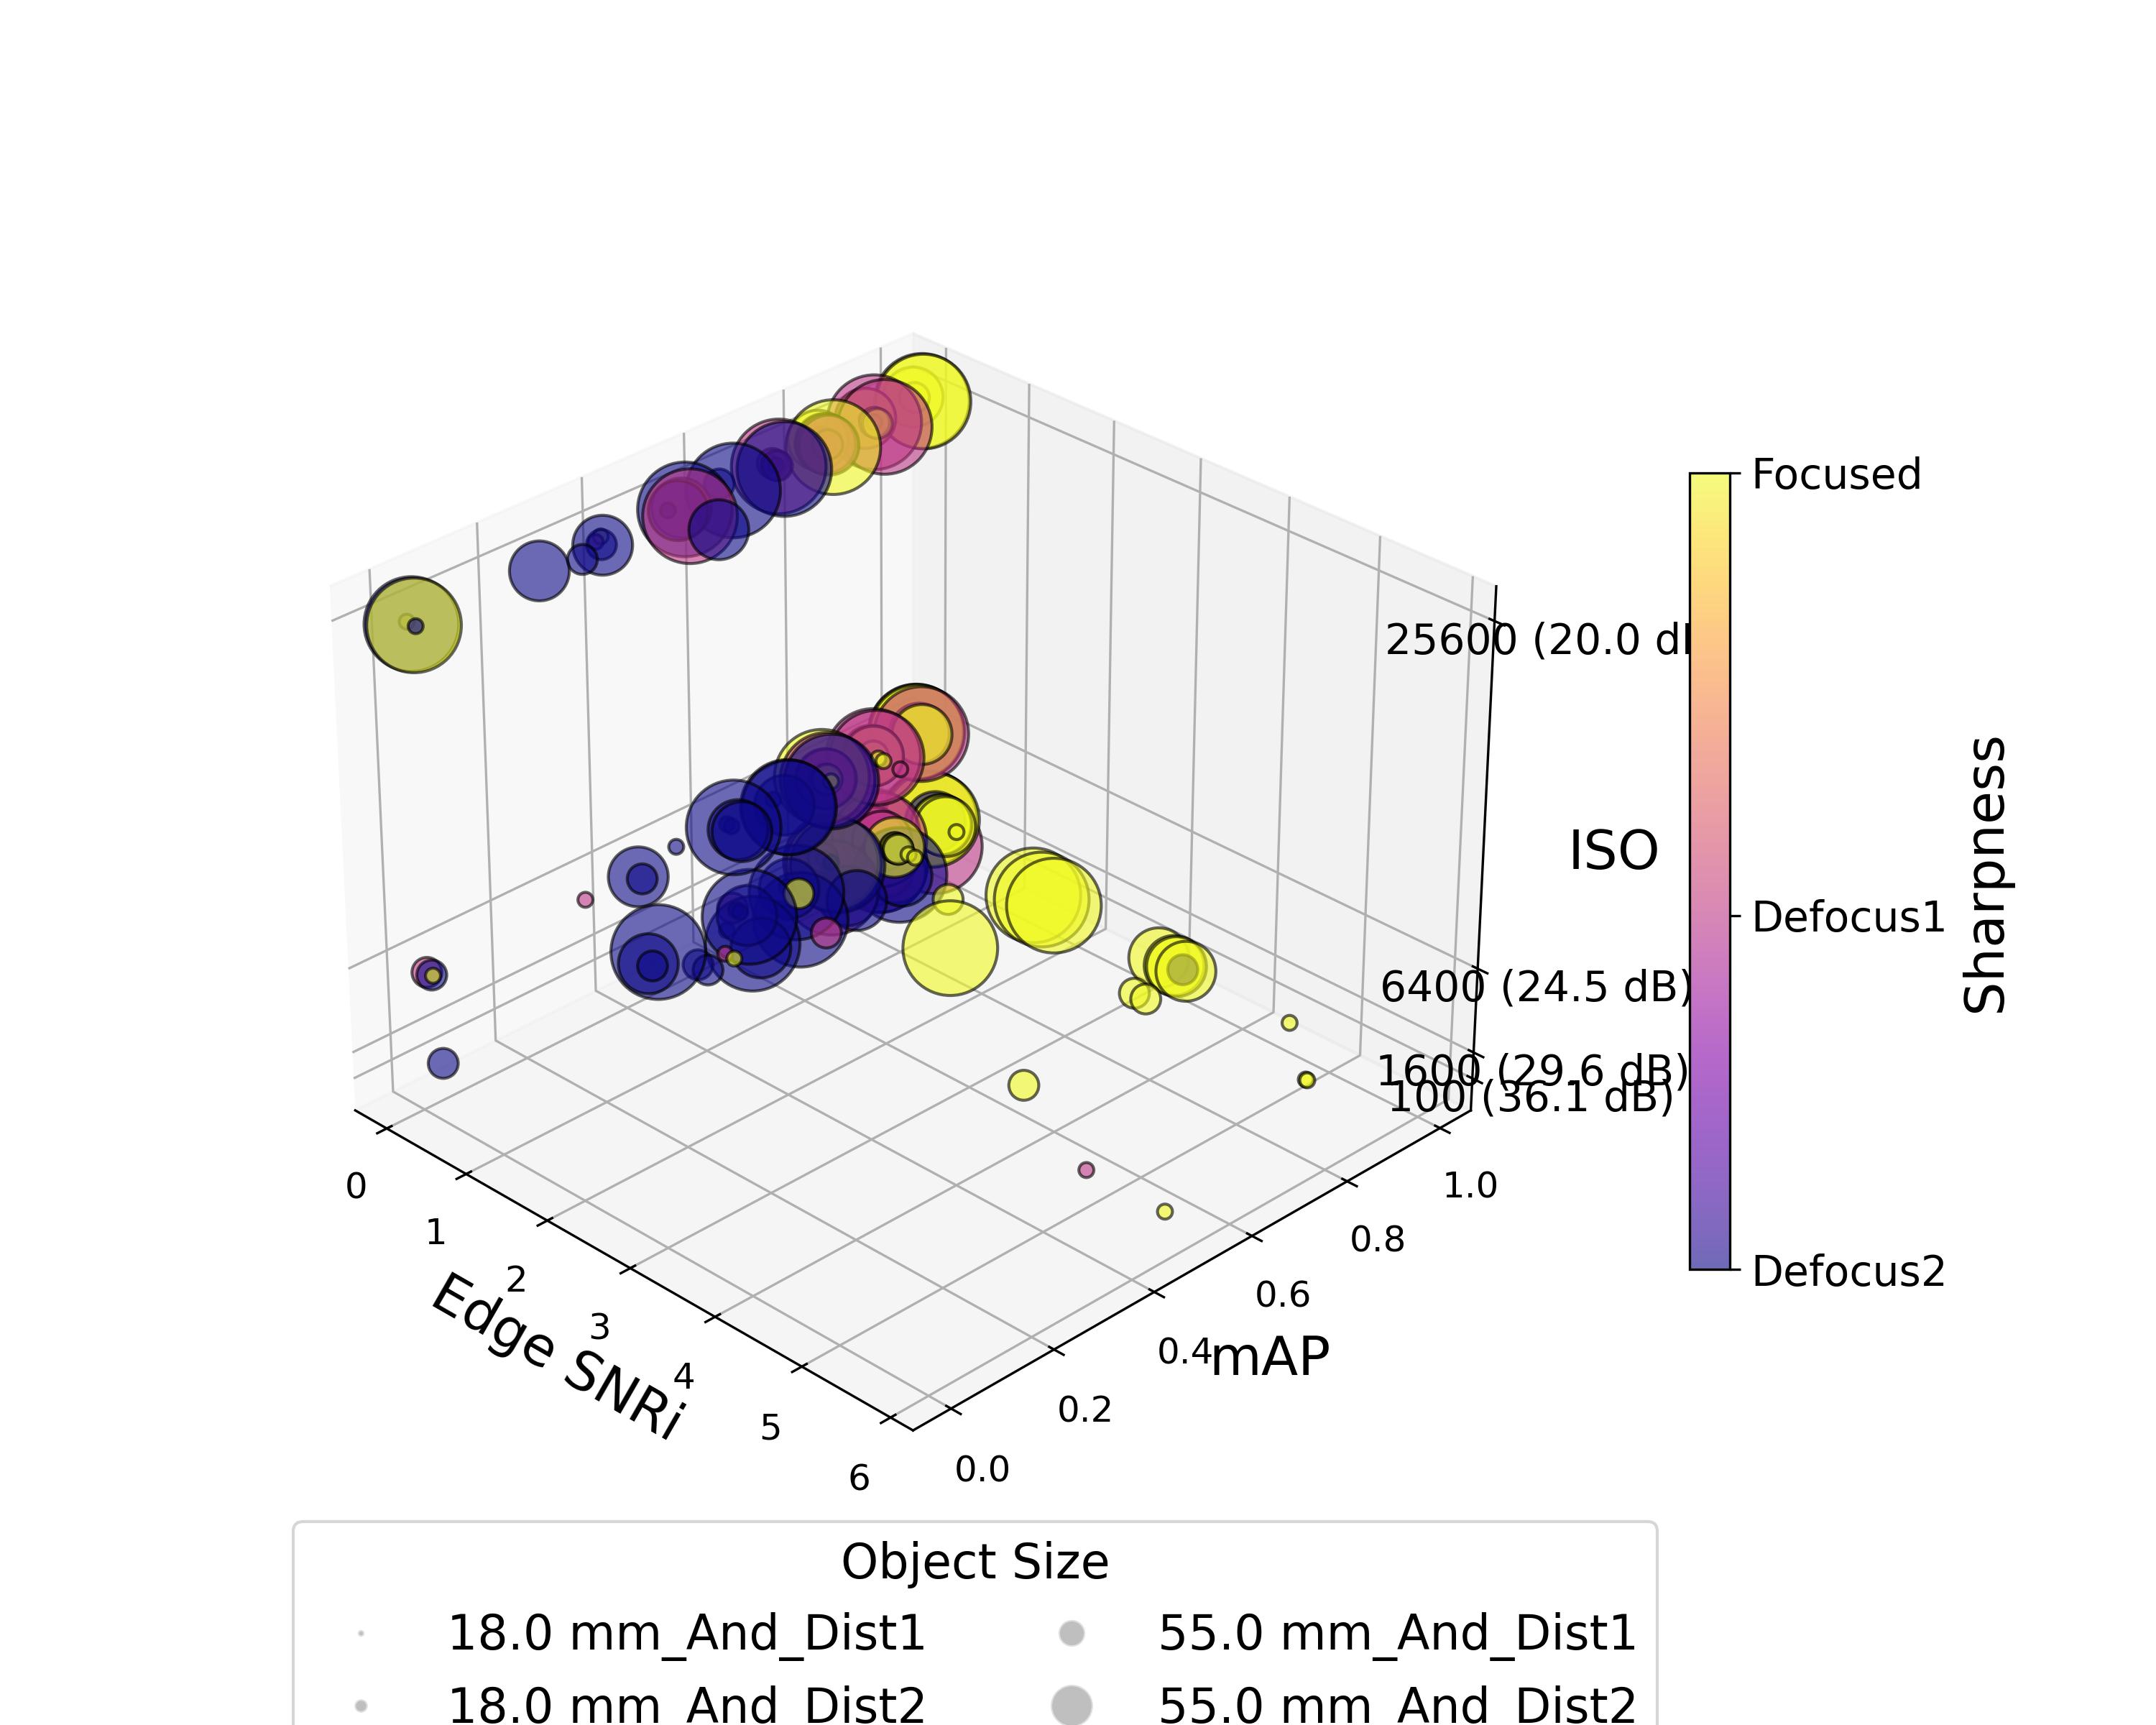 Focused
25600 (20.0 d
ISO
Defocus1
Sharpness
6400 (24.5 dB)
1600 (29.6 dB)
100 (36.1 dB)
Defocus2
0
1
2
3
4
5
6
Edge SNRi
0.0
0.2
0.4
0.6
0.8
1.0
mAP
Object Size
18.0 mm_And_Dist1
55.0 mm_And_Dist1
18.0 mm_And_Dist2
55.0 mm_And_Dist2